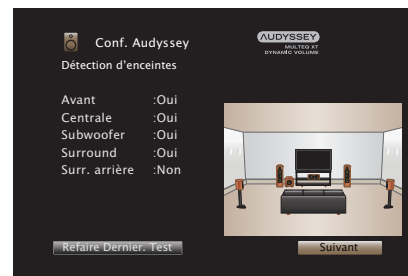 Conf. Audyssey
AUDYSSEY
MULTEQ XT
DYNAMIC VOLUME
Détection d'enceintes
Avant :Oui
Centrale :Oui
Subwoofer :Oui
Surround :Oui
Surr. arrière :Non
Refaire Dernier. Test
Suivant